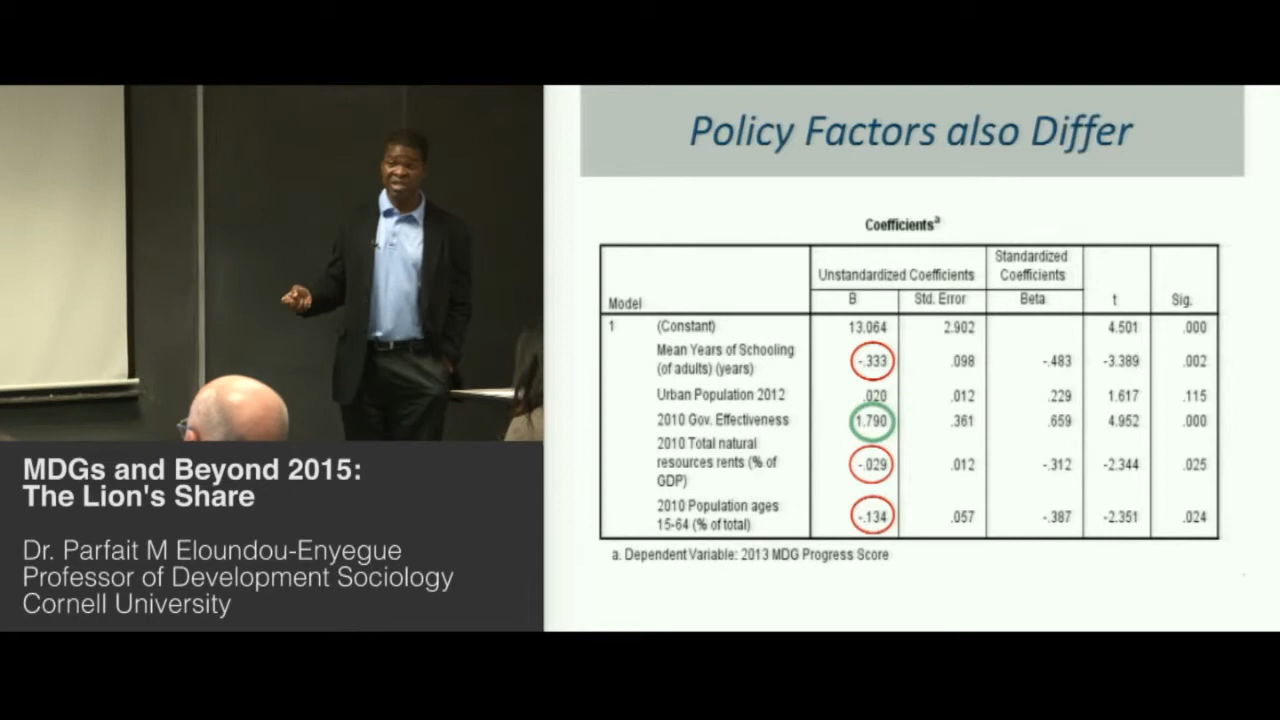 Policy Factors also Differ
Coefficientsa
Model
Unstandardized Coefficients
Standardized
Coefficients
B Std. Error Beta t Sig.
1 (Constant) 13.064 2.902 4.501 .000
Mean Years of Schooling
(of adults) (years) -.333 .098 -.483 -3.389 .002
Urban Population 2012 .020 .012 .229 1.617 .115
2010 Gov. Effectiveness 1.790 .361 .659 4.952 .000
2010 Total natural
resources rents (% of
GDP) -.029 .012 -.312 -2.344 .025
2010 Population ages
15-64 (% of total) -.134 .057 -.387 -2.351 .024
a. Dependent Variable: 2013 MDG Progress Score
MDGs and Beyond 2015:
The Lion's Share
Dr. Parfait M Eloundou-Enyegue
Professor of Development Sociology
Cornell University